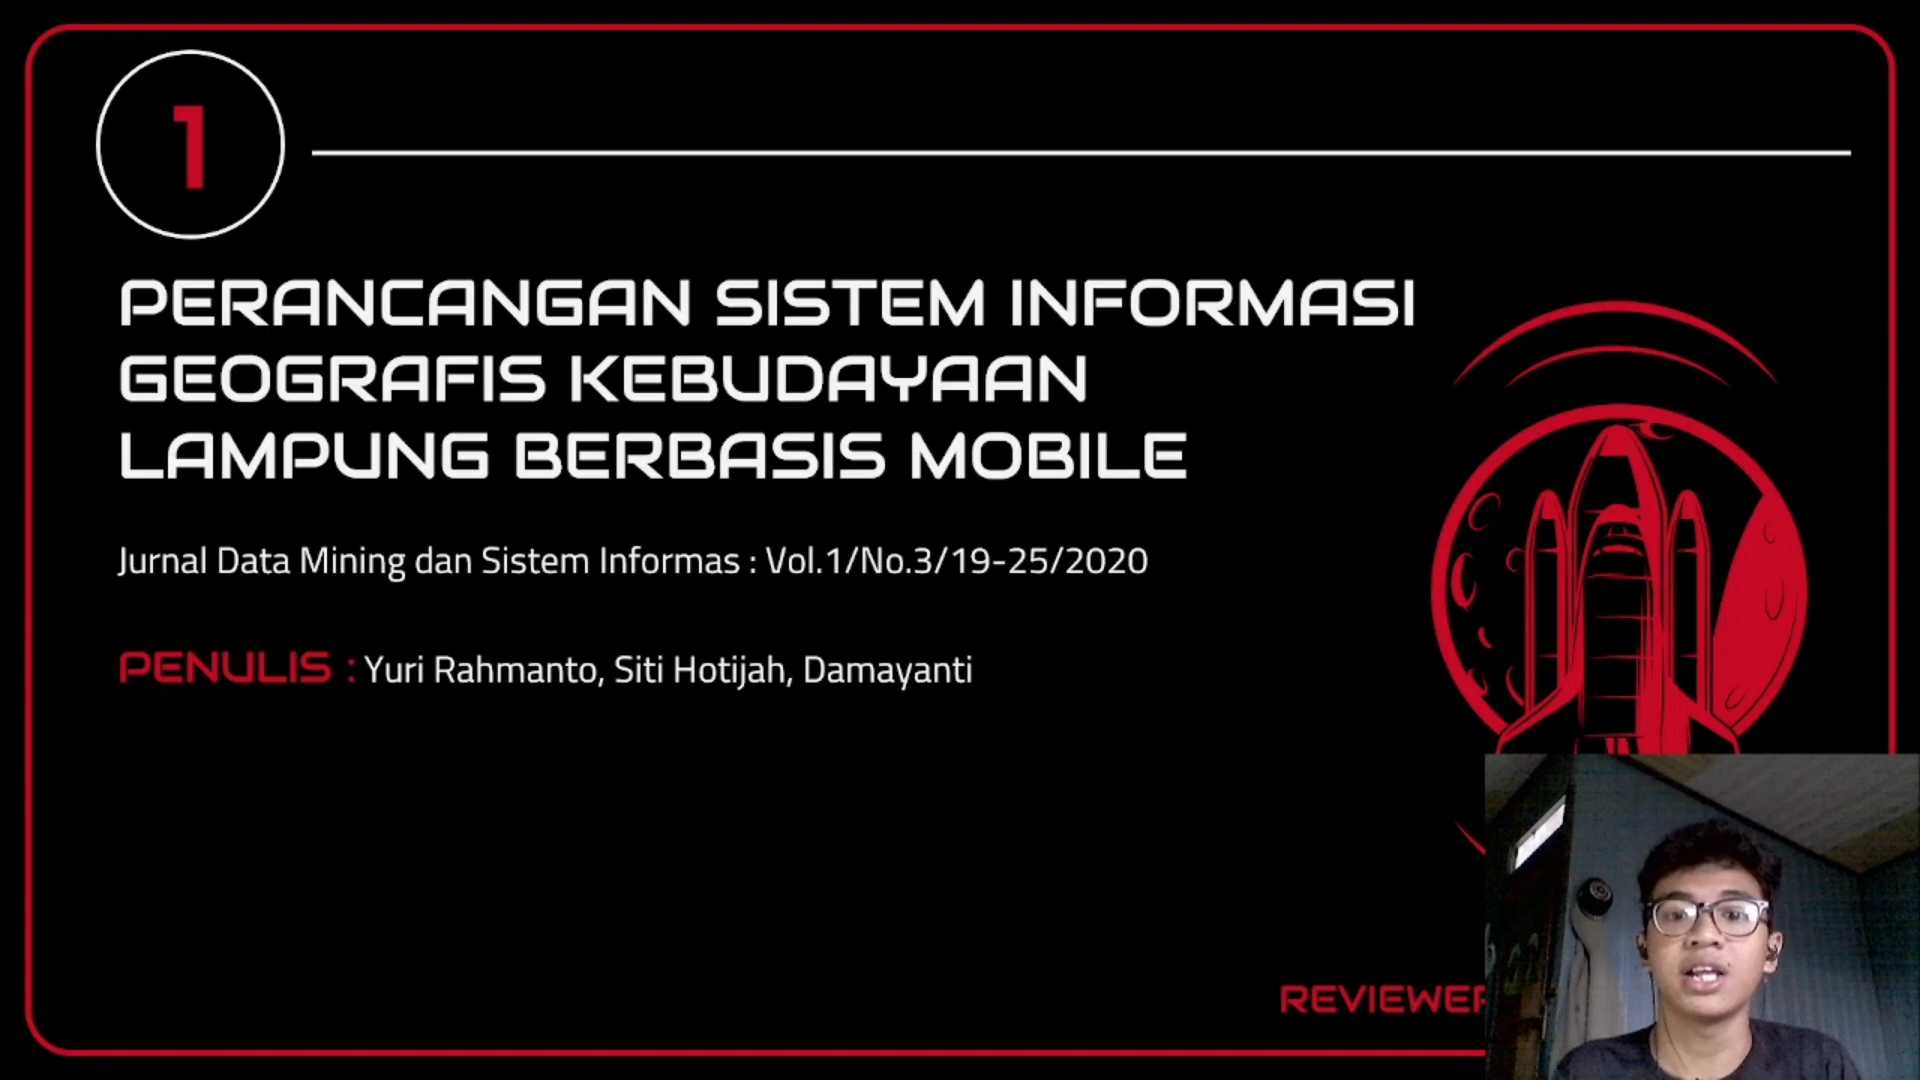 1
PERANCANGAN SISTEM INFORMASI
GEOGRAFIS KEBUDAYAAN
LAMPUNG BERBASIS MOBILE
Jurnal Data Mining dan Sistem Informas : Vol.1/No.3/19-25/2020
PENULIS : Yuri Rahmanto, Siti Hotijah, Damayanti
REVIEWER